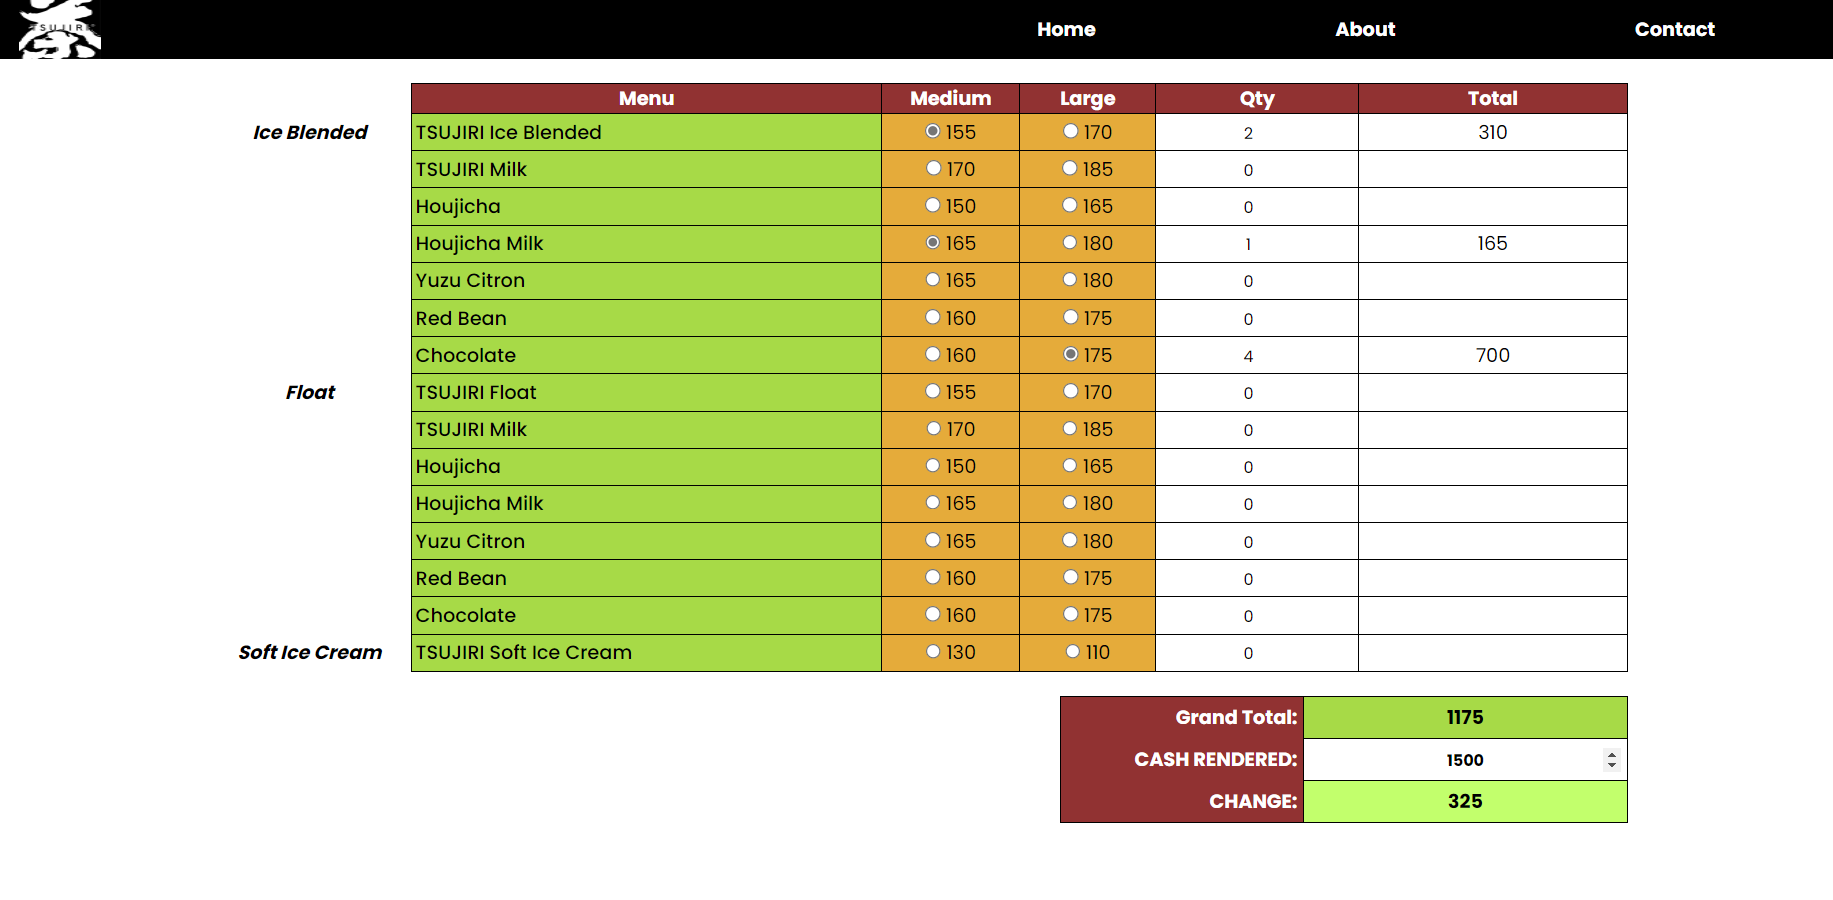 TSUJIRI
Home About Contact
Menu Medium Large Qty Total
Ice Blended TSUJIRI Ice Blended 155 170 2 310
TSUJIRI Milk 170 185 0
Houjicha 150 165 0
Houjicha Milk 165 180 1 165
Yuzu Citron 165 180 0
Red Bean 160 175 0
Chocolate 160 175 4 700
Float TSUJIRI Float 155 170 0
TSUJIRI Milk 170 185 0
Houjicha 150 165 0
Houjicha Milk 165 180 0
Yuzu Citron 165 180 0
Red Bean 160 175 0
Chocolate 160 175 0
Soft Ice Cream TSUJIRI Soft Ice Cream 130 110 0
Grand Total: 1175
CASH RENDERED: 1500
CHANGE: 325